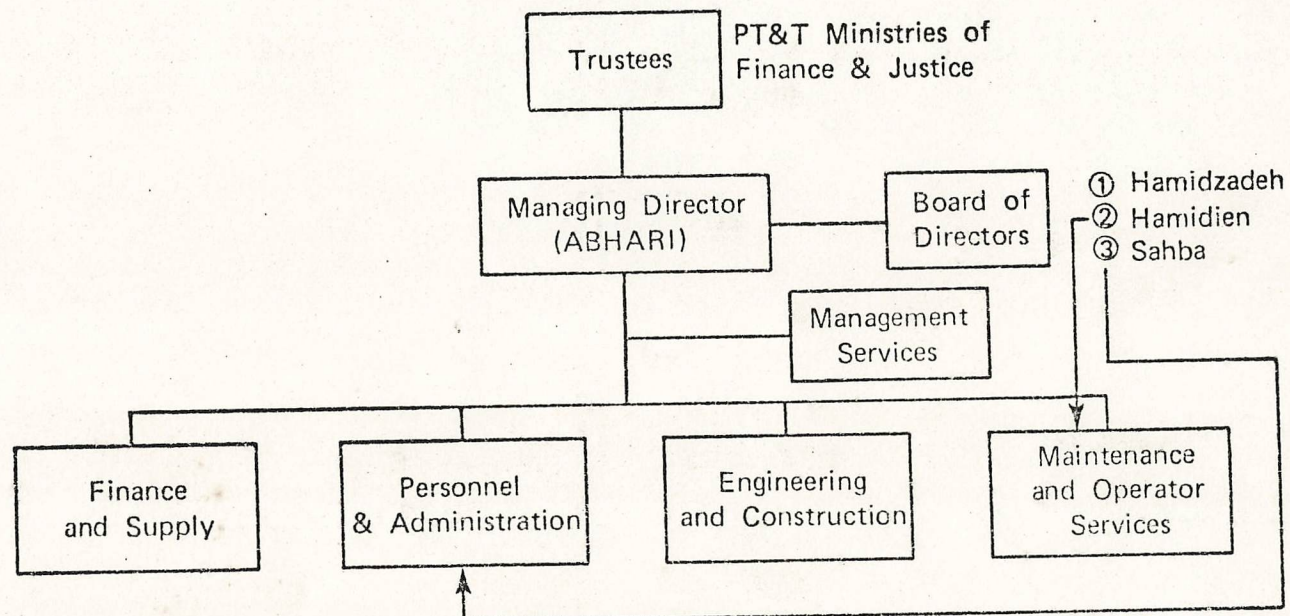 Trustees
PT&T Ministries of
Finance & Justice
Managing Director
(ABHARI)
Board of
Directors
① Hamidzadeh
② Hamidien
③ Sahba
Management
Services
Finance
and Supply
Personnel
& Administration
Engineering
and Construction
Maintenance
and Operator
Services